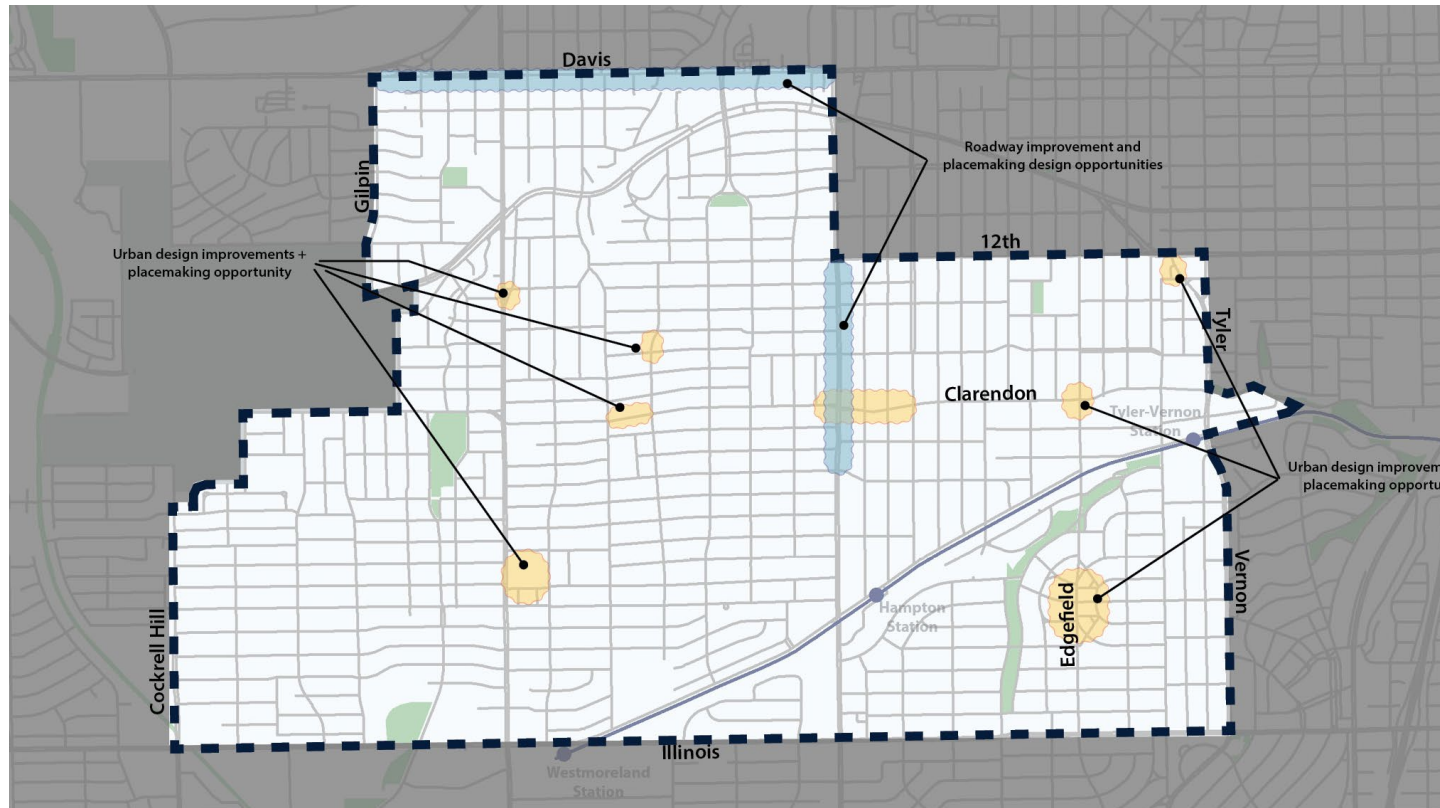 Davis
Roadway improvement and
placemaking design opportunities
Gilpin
12th
Urban design improvements +
placemaking opportunity
Tyler
Clarendon
Tyler-Vernon
Station
Urban design improvem
placemaking opportu
Vernon
Edgefield
Hampton
Station
Cockrell Hill
Illinois
Westmoreland
Station